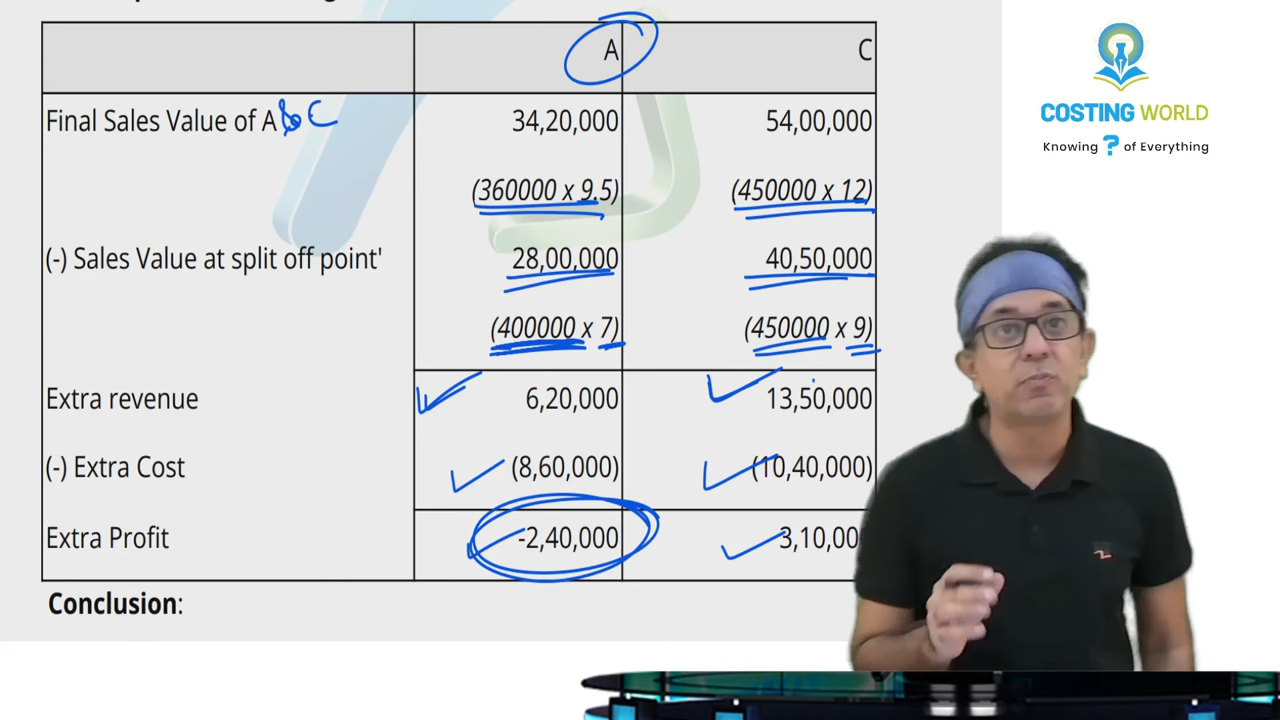 A C
Final Sales Value of A & C 34,20,000 54,00,000
(360000 x 9.5) (450000 x 12)
(-) Sales Value at split off point' 28,00,000 40,50,000
(400000 x 7) (450000 x 9)
Extra revenue 6,20,000 13,50,000
(-) Extra Cost (8,60,000) (10,40,000)
Extra Profit -2,40,000 3,10,00
Conclusion:
COSTING WORLD
Knowing ? of Everything